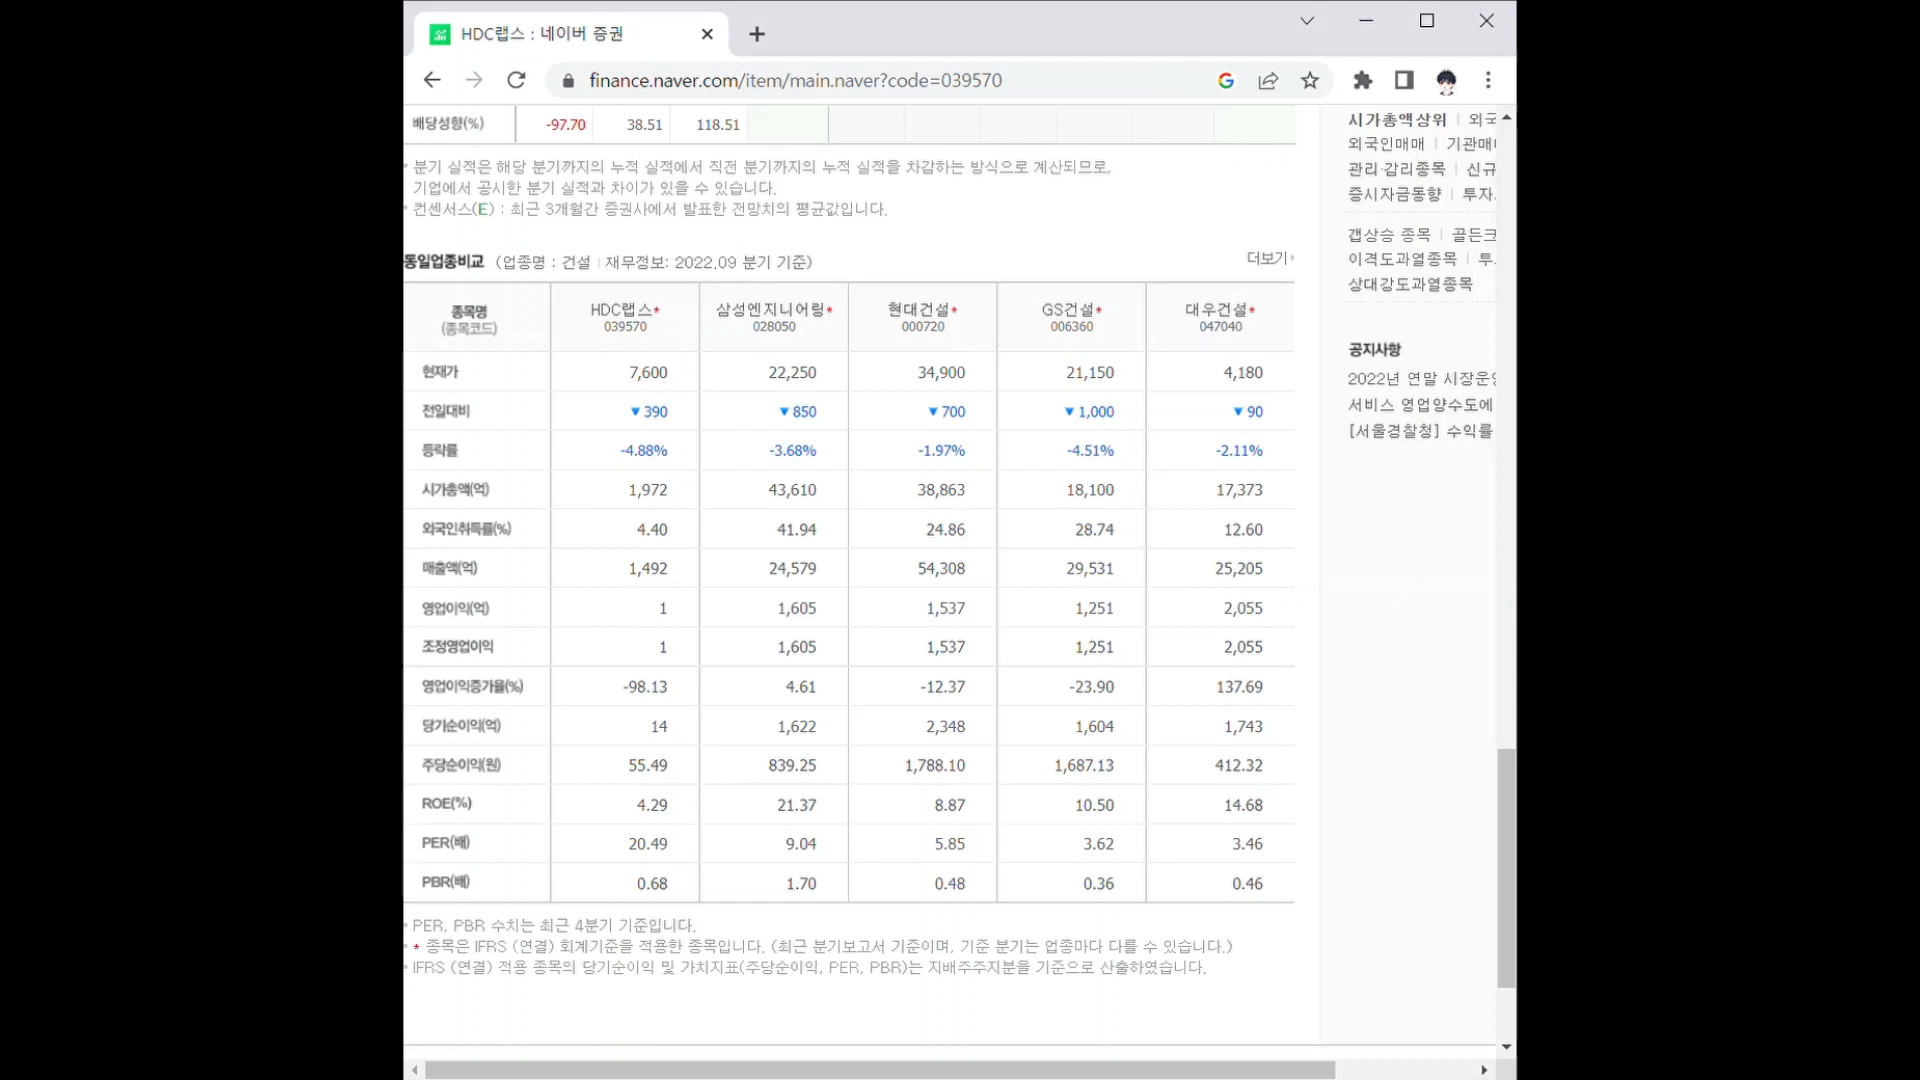 HDC랩스 : 네이버 증권
finance.naver.com/item/main.naver?code=039570
배당성향(%) -97.70 38.51 118.51
분기 실적은 해당 분기까지의 누적 실적에서 직전 분기까지의 누적 실적을 차감하는 방식으로 계산되므로,
기업에서 공시한 분기 실적과 차이가 있을 수 있습니다.
컨센서스(E) : 최근 3개월간 증권사에서 발표한 전망치의 평균값입니다.
동일업종비교 (업종명 : 건설 | 재무정보: 2022.09 분기 기준) 더보기
종목명 HDC랩스* 삼성엔지니어링* 현대건설* GS건설* 대우건설*
(종목코드) 039570 028050 000720 006360 047040
현재가 7,600 22,250 34,900 21,150 4,180
전일대비 ▼390 ▼850 ▼700 ▼1,000 ▼90
등락률 -4.88% -3.68% -1.97% -4.51% -2.11%
시가총액(억) 1,972 43,610 38,863 18,100 17,373
외국인취득률(%) 4.40 41.94 24.86 28.74 12.60
매출액(억) 1,492 24,579 54,308 29,531 25,205
영업이익(억) 1 1,605 1,537 1,251 2,055
조정영업이익 1 1,605 1,537 1,251 2,055
영업이익증가율(%) -98.13 4.61 -12.37 -23.90 137.69
당기순이익(억) 14 1,622 2,348 1,604 1,743
주당순이익(원) 55.49 839.25 1,788.10 1,687.13 412.32
ROE(%) 4.29 21.37 8.87 10.50 14.68
PER(배) 20.49 9.04 5.85 3.62 3.46
PBR(배) 0.68 1.70 0.48 0.36 0.46
PER, PBR 수치는 최근 4분기 기준입니다.
* 종목은 IFRS (연결) 회계기준을 적용한 종목입니다. (최근 분기보고서 기준이며, 기준 분기는 업종마다 다를 수 있습니다.)
IFRS (연결) 적용 종목의 당기순이익 및 가치지표(주당순이익, PER, PBR)는 지배주주지분을 기준으로 산출하였습니다.
시가총액상위 | 외국
외국인매매 | 기관매
관리·감리종목 | 신규
증시자금동향 | 투자
갭상승 종목 | 골든크
이격도과열종목 | 투
상대강도과열종목
공지사항
2022년 연말 시장운영
서비스 영업양수도에
[서울경찰청] 수익률